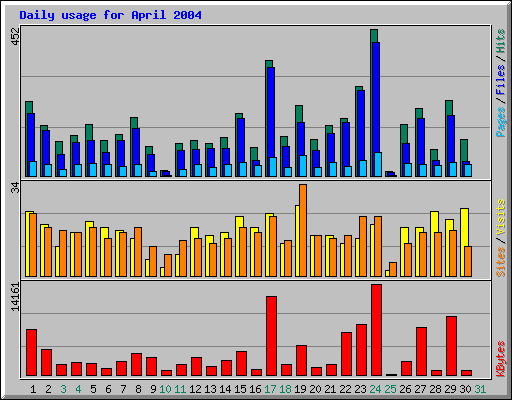 Daily usage for April 2004
452
Pages / Files / Hits
34
Sites / Visits
14161
KBytes
1 2 3 4 5 6 7 8 9 10 11 12 13 14 15 16 17 18 19 20 21 22 23 24 25 26 27 28 29 30 31